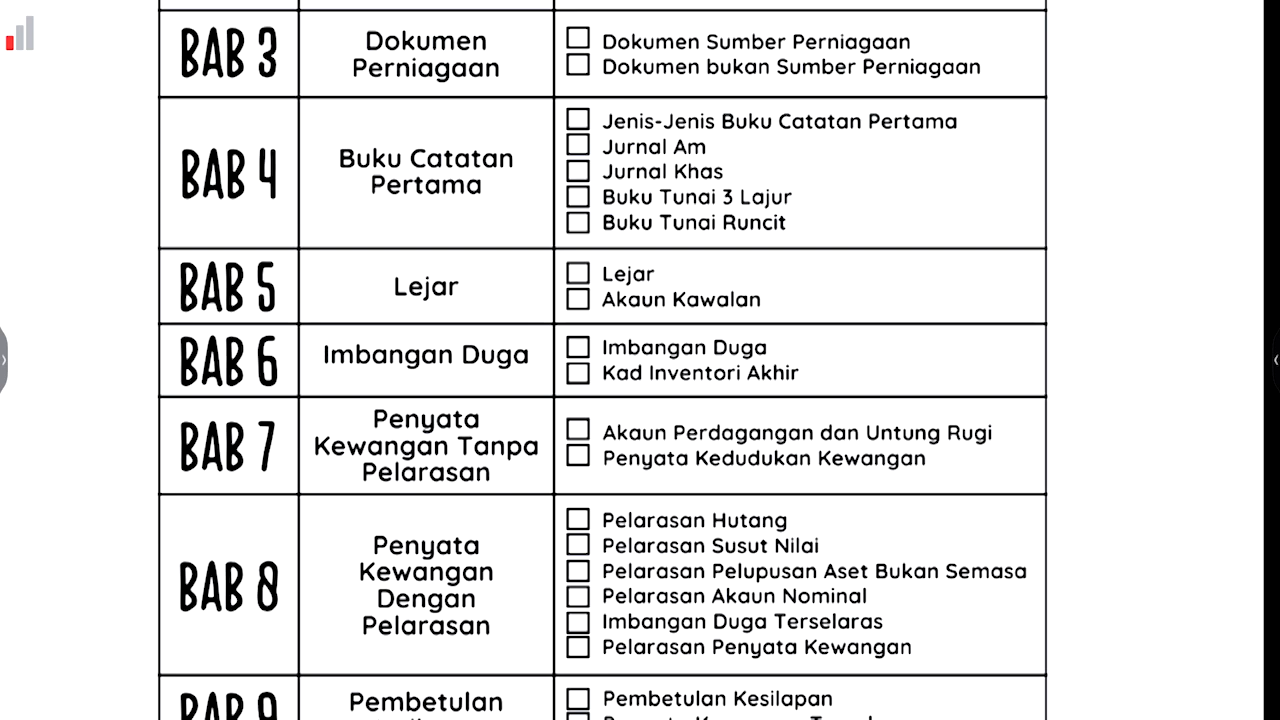 BAB 3
Dokumen
Perniagaan
Dokumen Sumber Perniagaan
Dokumen bukan Sumber Perniagaan
BAB 4
Buku Catatan
Pertama
Jenis-Jenis Buku Catatan Pertama
Jurnal Am
Jurnal Khas
Buku Tunai 3 Lajur
Buku Tunai Runcit
BAB 5
Lejar
Lejar
Akaun Kawalan
BAB 6
Imbangan Duga
Imbangan Duga
Kad Inventori Akhir
BAB 7
Penyata
Kewangan Tanpa
Pelarasan
Akaun Perdagangan dan Untung Rugi
Penyata Kedudukan Kewangan
BAB 8
Penyata
Kewangan
Dengan
Pelarasan
Pelarasan Hutang
Pelarasan Susut Nilai
Pelarasan Pelupusan Aset Bukan Semasa
Pelarasan Akaun Nominal
Imbangan Duga Terselaras
Pelarasan Penyata Kewangan
BAB 9
Pembetulan
Pembetulan Kesilapan